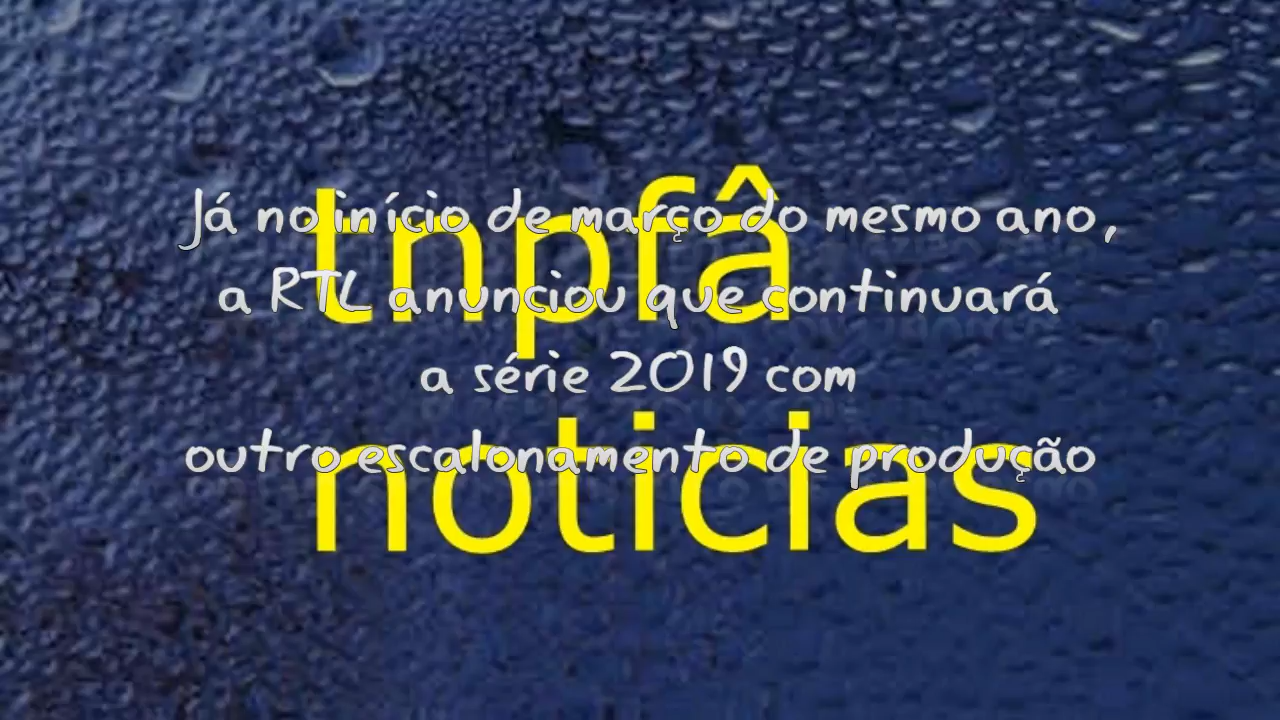 Já no início de março do mesmo ano,
a RTL anunciou que continuará
a série 2019 com
outro escalonamento de produção
tnpfâ
noticias